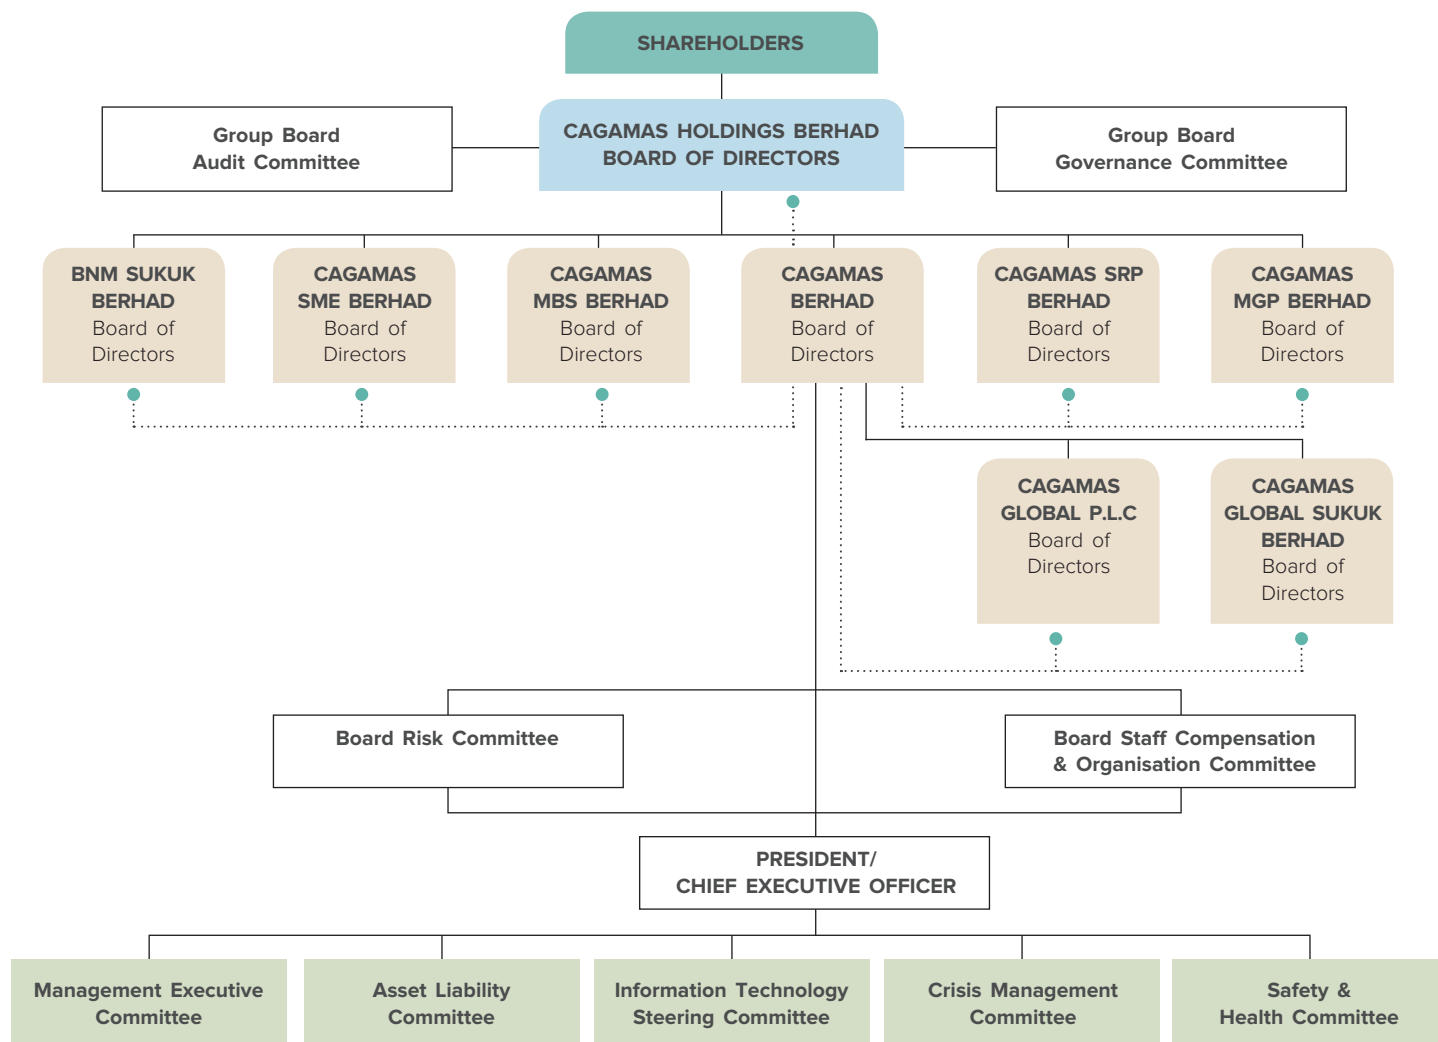 SHAREHOLDERS
Group Board
Audit Committee
CAGAMAS HOLDINGS BERHAD
BOARD OF DIRECTORS
Group Board
Governance Committee
BNM SUKUK
BERHAD
Board of
Directors
CAGAMAS
SME BERHAD
Board of
Directors
CAGAMAS
MBS BERHAD
Board of
Directors
CAGAMAS
BERHAD
Board of
Directors
CAGAMAS SRP
BERHAD
Board of
Directors
CAGAMAS
MGP BERHAD
Board of
Directors
CAGAMAS
GLOBAL P.L.C
Board of
Directors
CAGAMAS
GLOBAL SUKUK
BERHAD
Board of
Directors
Board Risk Committee
Board Staff Compensation
& Organisation Committee
PRESIDENT/
CHIEF EXECUTIVE OFFICER
Management Executive
Committee
Asset Liability
Committee
Information Technology
Steering Committee
Crisis Management
Committee
Safety &
Health Committee